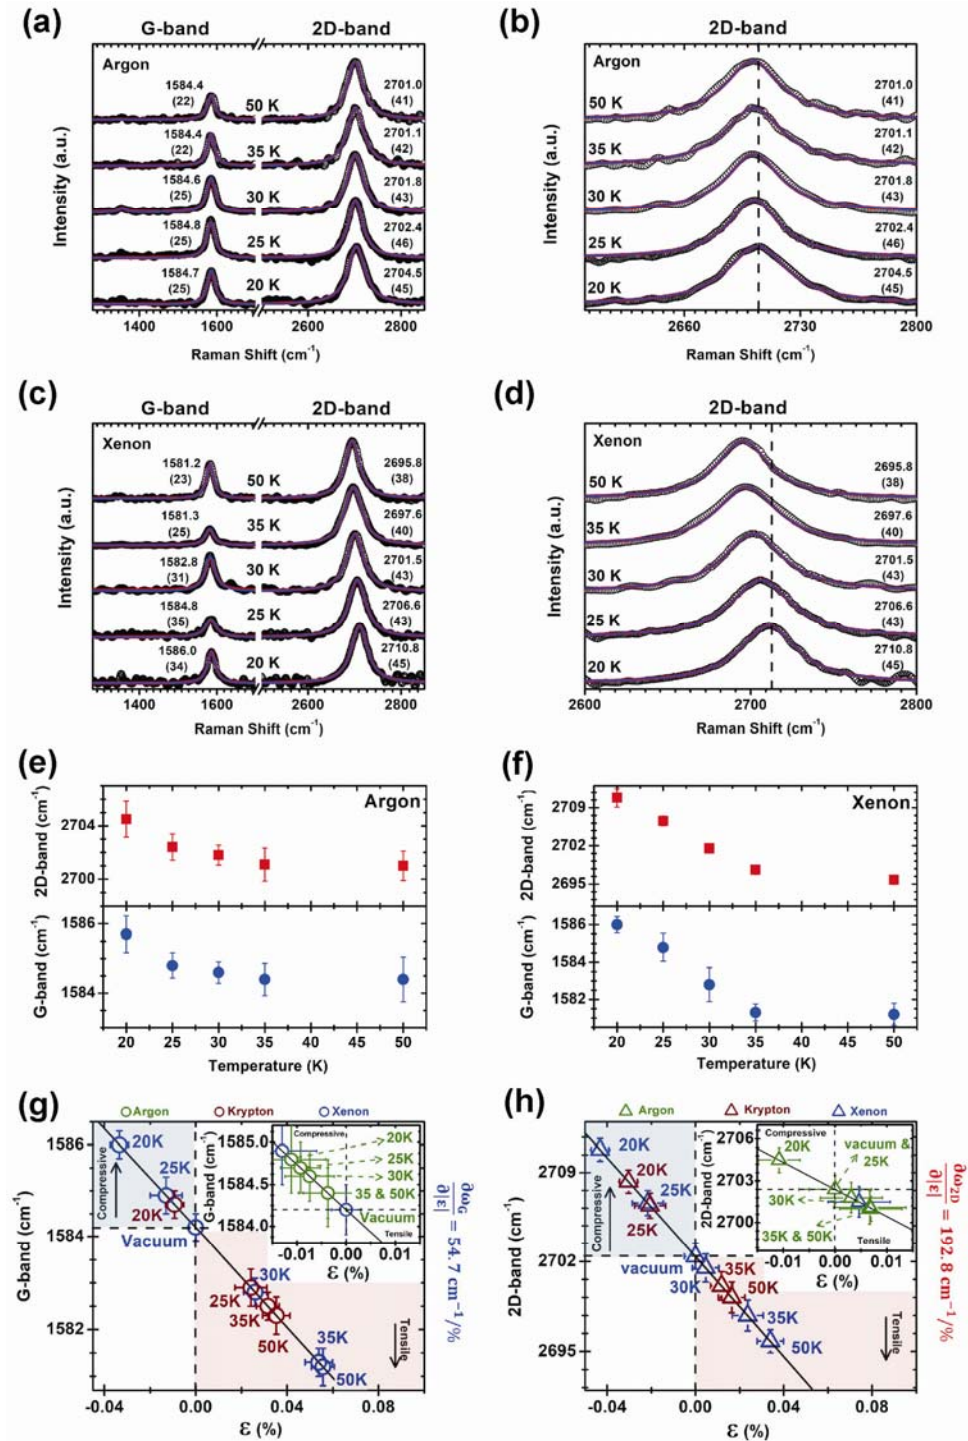 (a)
G-band
2D-band
Argon
1584.4
(22)
50 K
2701.0
(41)
1584.4
(22)
35 K
2701.1
(42)
1584.6
(25)
30 K
2701.8
(43)
1584.8
(25)
25 K
2702.4
(46)
1584.7
(25)
20 K
2704.5
(45)
Intensity (a.u.)
1400
1600
2600
2800
Raman Shift (cm⁻¹)
(b)
2D-band
Argon
50 K
2701.0
(41)
35 K
2701.1
(42)
30 K
2701.8
(43)
25 K
2702.4
(46)
20 K
2704.5
(45)
Intensity (a.u.)
2660
2730
2800
Raman Shift (cm⁻¹)
(c)
G-band
2D-band
Xenon
1581.2
(23)
50 K
2695.8
(38)
1581.3
(25)
35 K
2697.6
(40)
1582.8
(31)
30 K
2701.5
(43)
1584.8
(35)
25 K
2706.6
(43)
1586.0
(34)
20 K
2710.8
(45)
Intensity (a.u.)
1400
1600
2600
2800
Raman Shift (cm⁻¹)
(d)
2D-band
Xenon
50 K
2695.8
(38)
35 K
2697.6
(40)
30 K
2701.5
(43)
25 K
2706.6
(43)
20 K
2710.8
(45)
Intensity (a.u.)
2600
2700
2800
Raman Shift (cm⁻¹)
(e)
Argon
2D-band (cm⁻¹)
2704
2700
G-band (cm⁻¹)
1586
1584
20 25 30 35 40 45 50
Temperature (K)
(f)
Xenon
2D-band (cm⁻¹)
2709
2702
2695
G-band (cm⁻¹)
1586
1584
1582
20 25 30 35 40 45 50
Temperature (K)
(g)
Argon Krypton Xenon
G-band (cm⁻¹)
1586
1584
1582
20K
25K
20K
Vacuum
Compressive
30K
25K
35K
50K
35K
50K
Tensile
-0.04 0.00 0.04 0.08
Ɛ (%)
G-band (cm⁻¹)
1585.0
1584.5
1584.0
Compressive
20K
25K
30K
35 & 50K
Vacuum
Tensile
-0.01 0.00 0.01
Ɛ (%)
∂ω_G/∂|ε| = 54.7 cm⁻¹/%
(h)
Argon Krypton Xenon
2D-band (cm⁻¹)
2709
2702
2695
20K
20K
25K
25K
Compressive
vacuum
30K
35K
50K
35K
50K
Tensile
-0.04 0.00 0.04 0.08
Ɛ (%)
2D-band (cm⁻¹)
2706
2703
2700
Compressive
20K
vacuum &
25K
30K
35K & 50K
Tensile
-0.01 0.00 0.01
Ɛ (%)
∂ω_2D/∂|ε| = 192.8 cm⁻¹/%